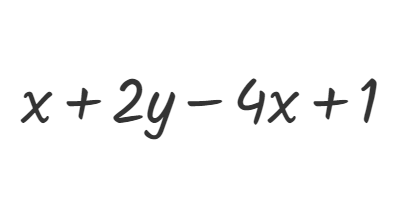 x + 2y − 4x + 1